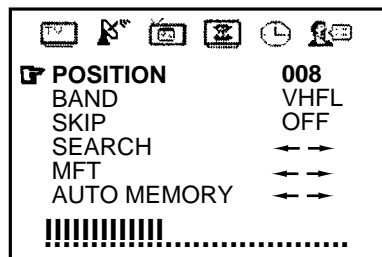 TV
POSITION 008
BAND VHFL
SKIP OFF
SEARCH
MFT
AUTO MEMORY